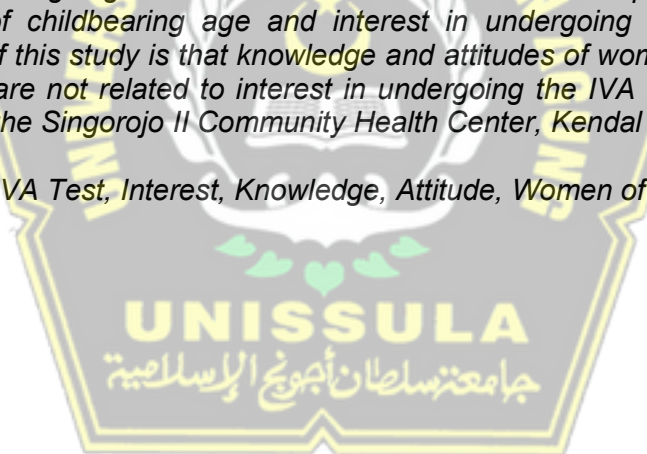 of childbearing age and interest in undergoing
f this study is that knowledge and attitudes of wom
are not related to interest in undergoing the IVA
the Singorojo II Community Health Center, Kendal
IVA Test, Interest, Knowledge, Attitude, Women of
UNISSULA
جامعة سلطان أجونج الإسلامية